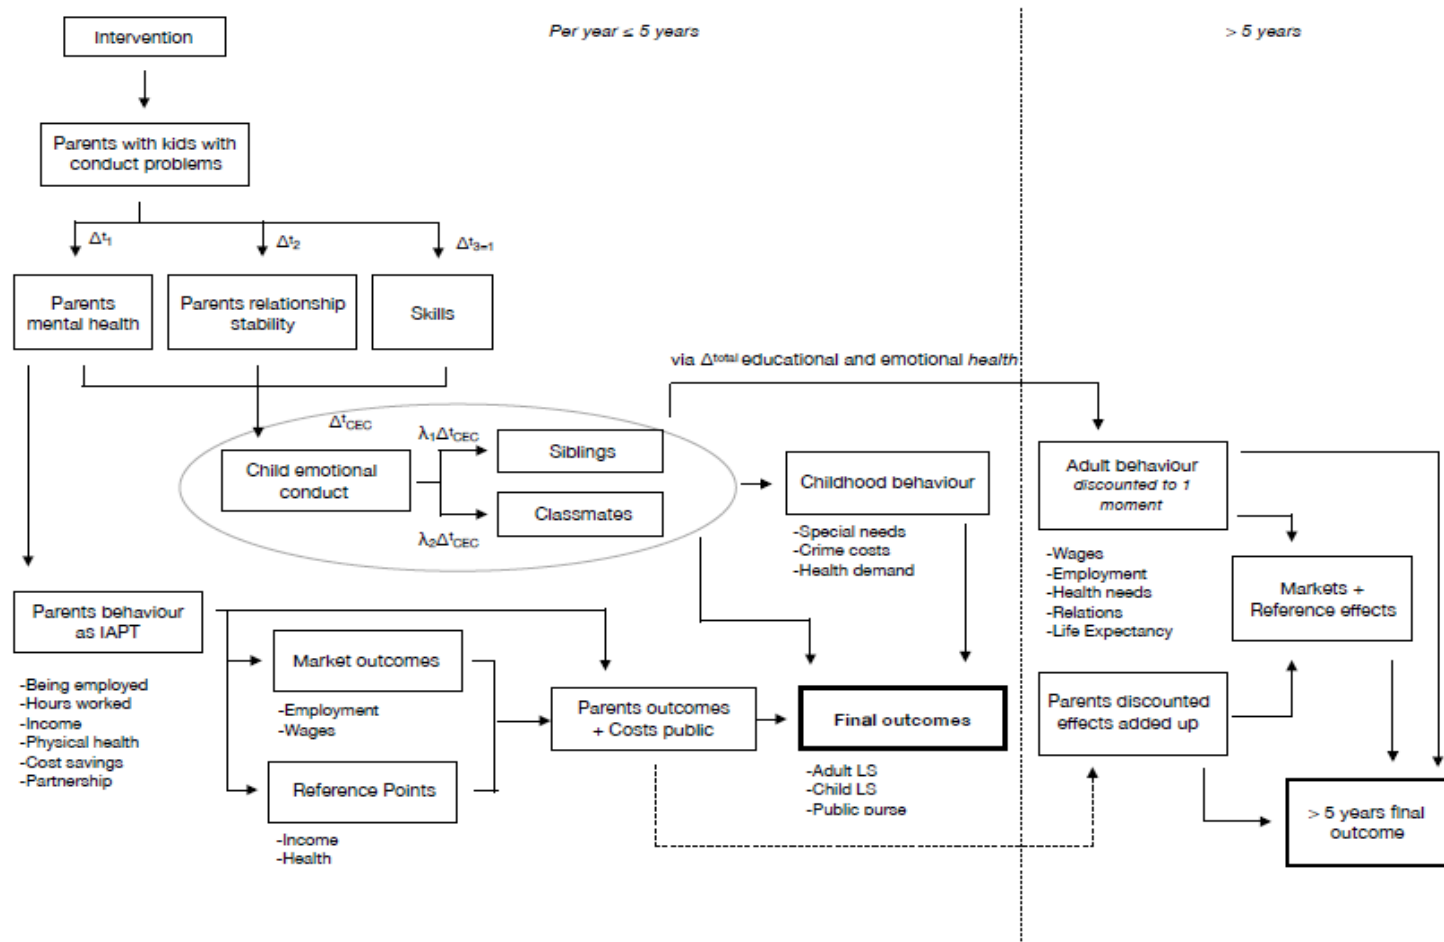 Intervention
Per year ≤ 5 years
> 5 years
Parents with kids with
conduct problems
Δt₁
Δt₂
Δt₃₌₁
Parents
mental health
Parents relationship
stability
Skills
via Δᵗᵒᵗᵃˡ educational and emotional health
ΔᵗCEC
λ₁ΔᵗCEC
Siblings
Child emotional
conduct
λ₂ΔᵗCEC
Classmates
Childhood behaviour
-Special needs
-Crime costs
-Health demand
Adult behaviour
discounted to 1
moment
-Wages
-Employment
-Health needs
-Relations
-Life Expectancy
Markets +
Reference effects
Parents behaviour
as IAPT
-Being employed
-Hours worked
-Income
-Physical health
-Cost savings
-Partnership
Market outcomes
-Employment
-Wages
Reference Points
-Income
-Health
Parents outcomes
+ Costs public
Final outcomes
-Adult LS
-Child LS
-Public purse
Parents discounted
effects added up
> 5 years final
outcome